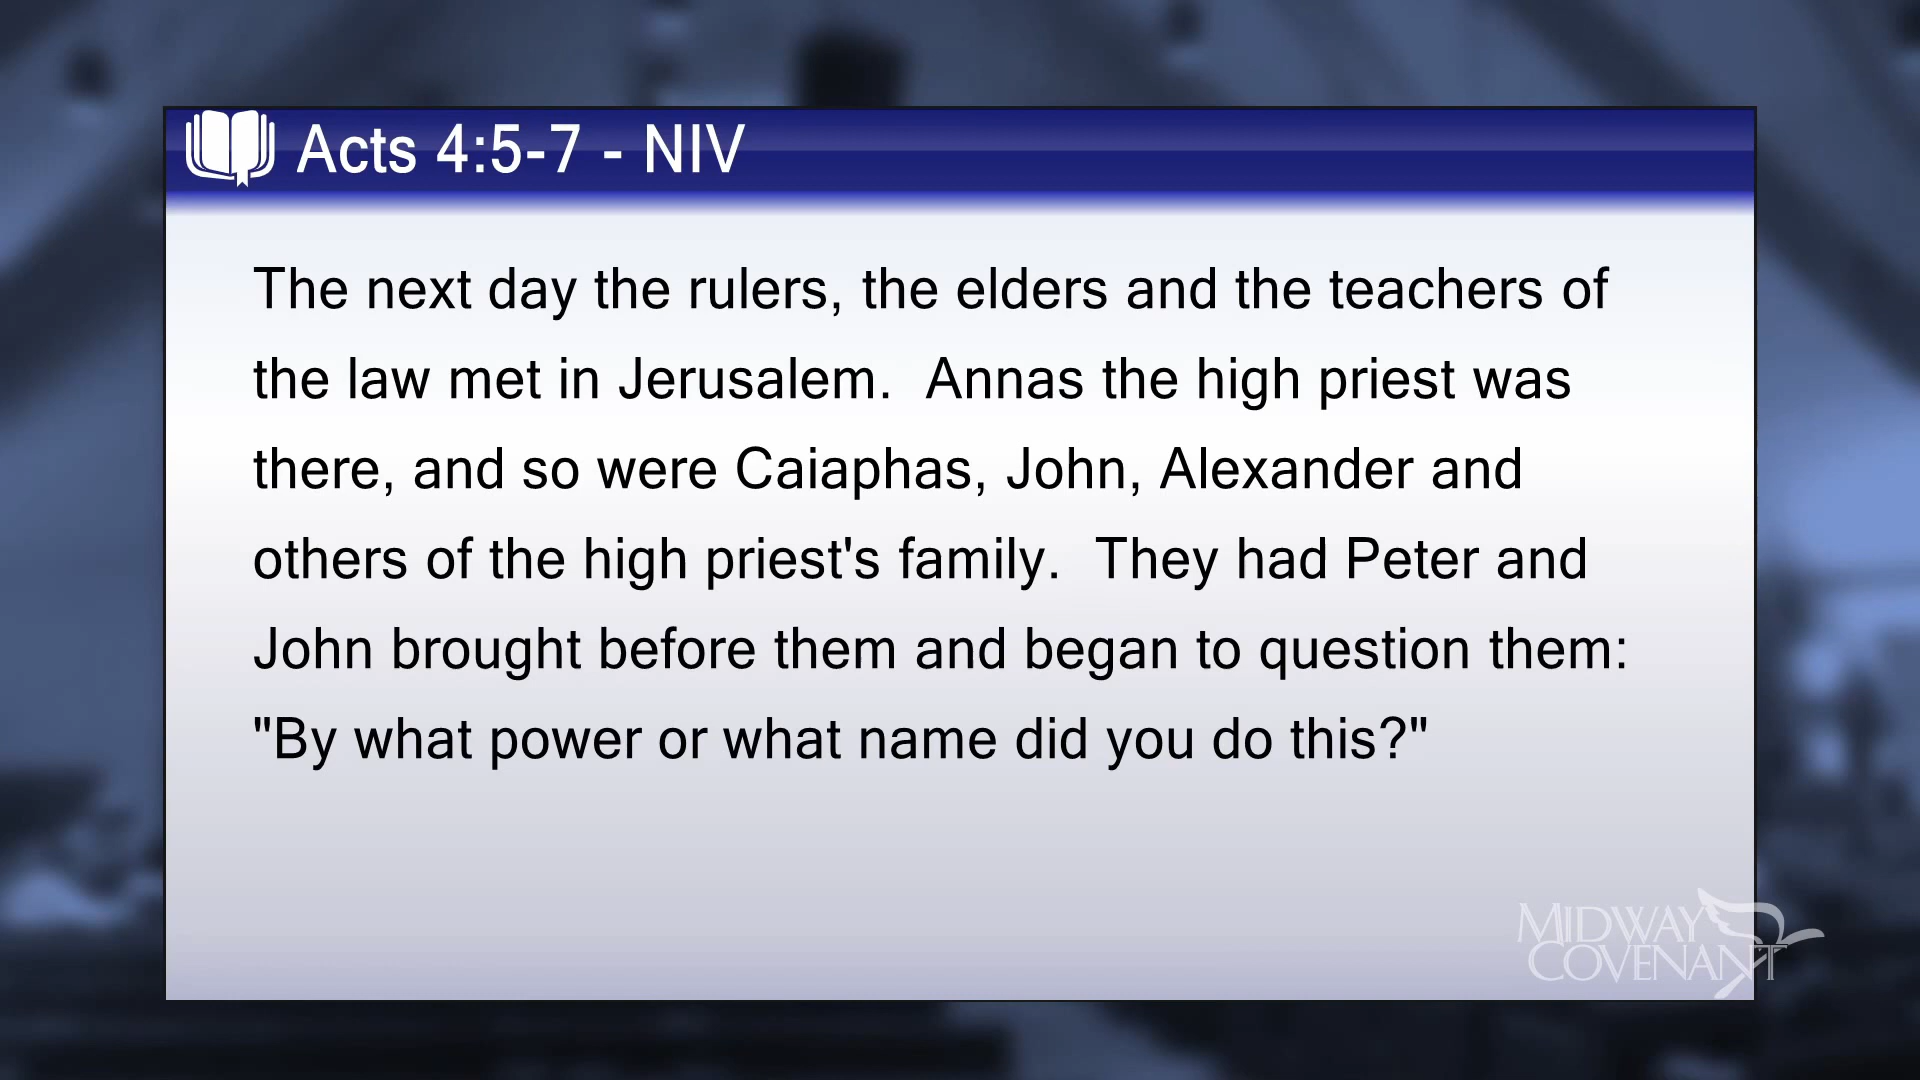 Acts 4:5-7 - NIV
The next day the rulers, the elders and the teachers of
the law met in Jerusalem.  Annas the high priest was
there, and so were Caiaphas, John, Alexander and
others of the high priest's family.  They had Peter and
John brought before them and began to question them:
"By what power or what name did you do this?"
MIDWAY
COVENANT